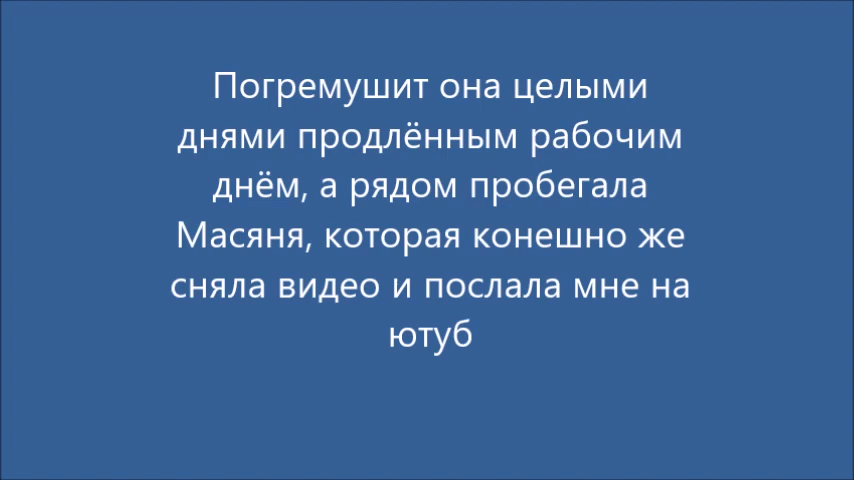 Погремушит она целыми
днями продлённым рабочим
днём, а рядом пробегала
Масяня, которая конешно же
сняла видео и послала мне на
ютуб